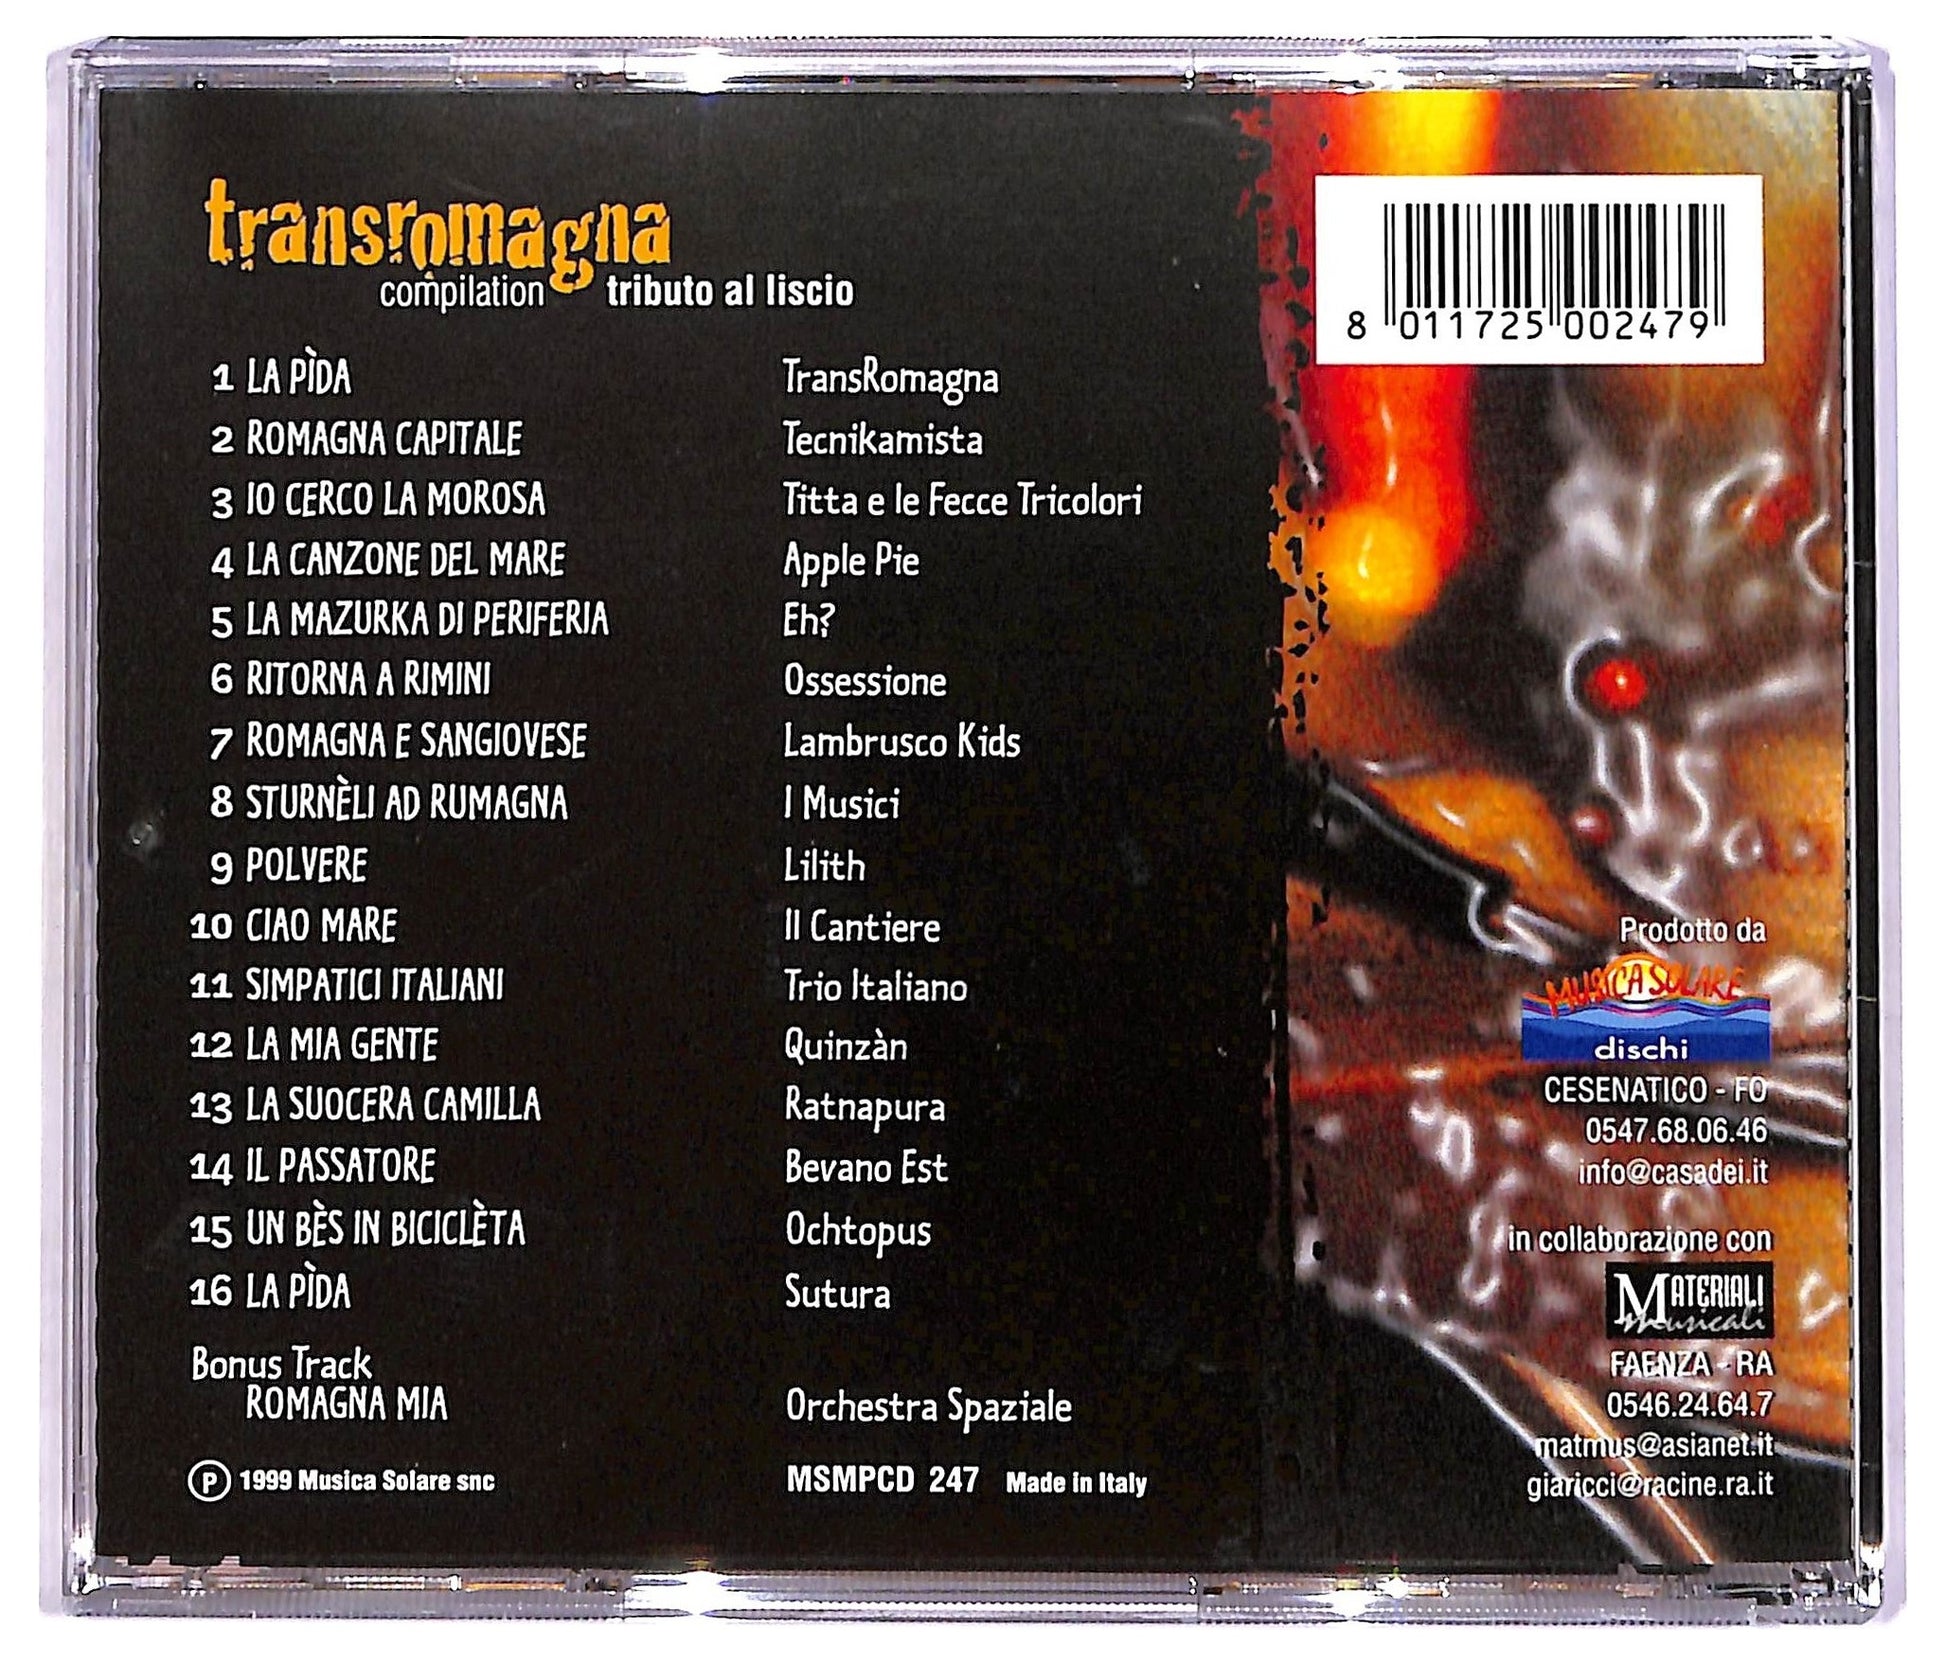 transromagna
compilation tributo al liscio
8 011725 002479
1 LA PÌDA TransRomagna
2 ROMAGNA CAPITALE Tecnikamista
3 IO CERCO LA MOROSA Titta e le Fecce Tricolori
4 LA CANZONE DEL MARE Apple Pie
5 LA MAZURKA DI PERIFERIA Eh?
6 RITORNA A RIMINI Ossessione
7 ROMAGNA E SANGIOVESE Lambrusco Kids
8 STURNÈLI AD RUMAGNA I Musici
9 POLVERE Lilith
10 CIAO MARE Il Cantiere
11 SIMPATICI ITALIANI Trio Italiano
12 LA MIA GENTE Quinzàn
13 LA SUOCERA CAMILLA Ratnapura
14 IL PASSATORE Bevano Est
15 UN BÈS IN BICICLÈTA Ochtopus
16 LA PÌDA Sutura
Bonus Track
ROMAGNA MIA Orchestra Spaziale
℗ 1999 Musica Solare snc MSMPCD 247 Made in Italy
Prodotto da
MUSICA SOLARE
dischi
CESENATICO - FO
0547.68.06.46
info@casadei.it
in collaborazione con
MATERIALI
musicali
FAENZA - RA
0546.24.64.7
matmus@asianet.it
giaricci@racine.ra.it